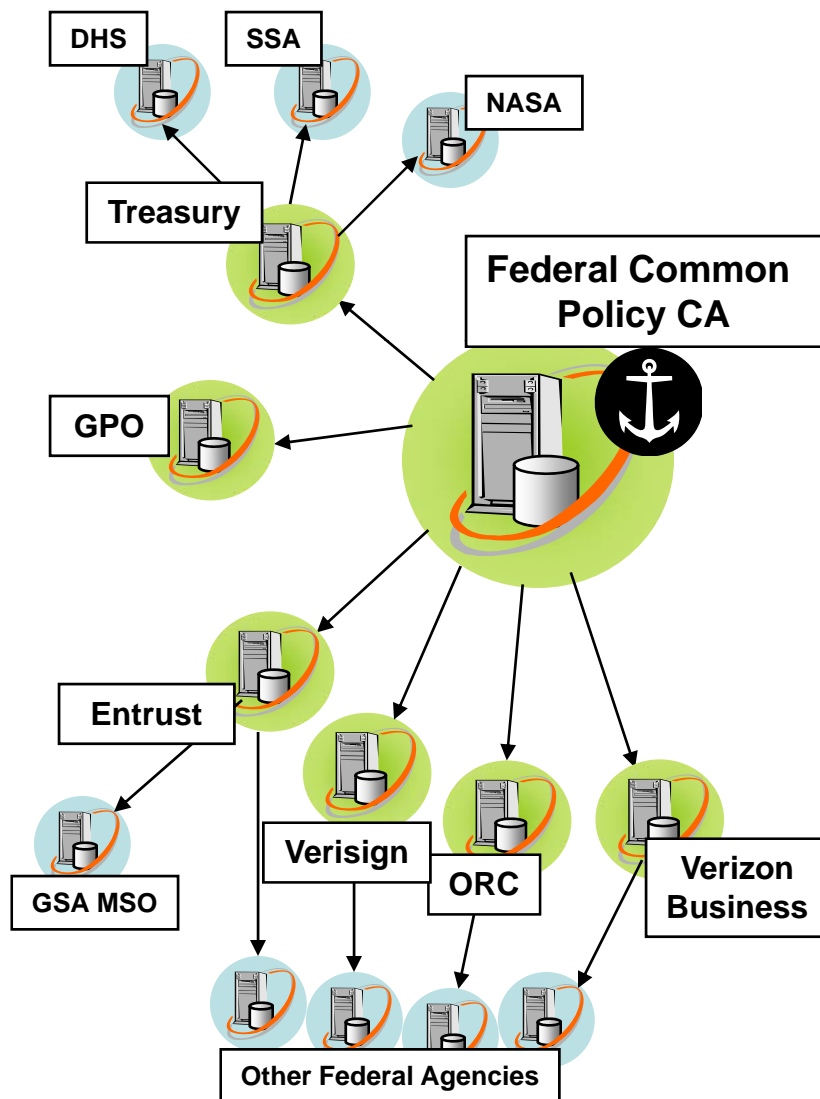 DHS
SSA
NASA
Treasury
Federal Common
Policy CA
GPO
Entrust
Verisign
ORC
Verizon
Business
GSA MSO
Other Federal Agencies